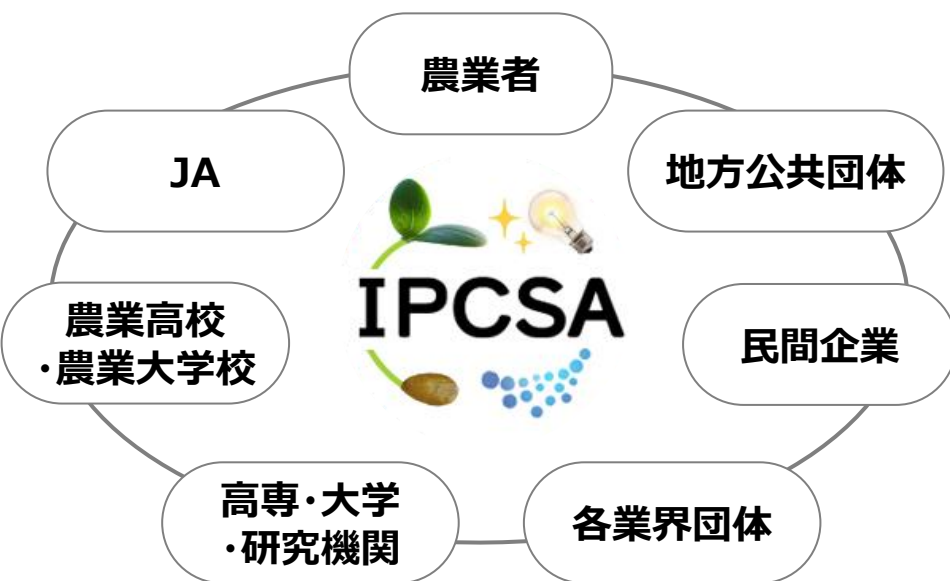 農業者
JA
地方公共団体
IPCSA
農業高校
・農業大学校
民間企業
高専・大学
・研究機関
各業界団体